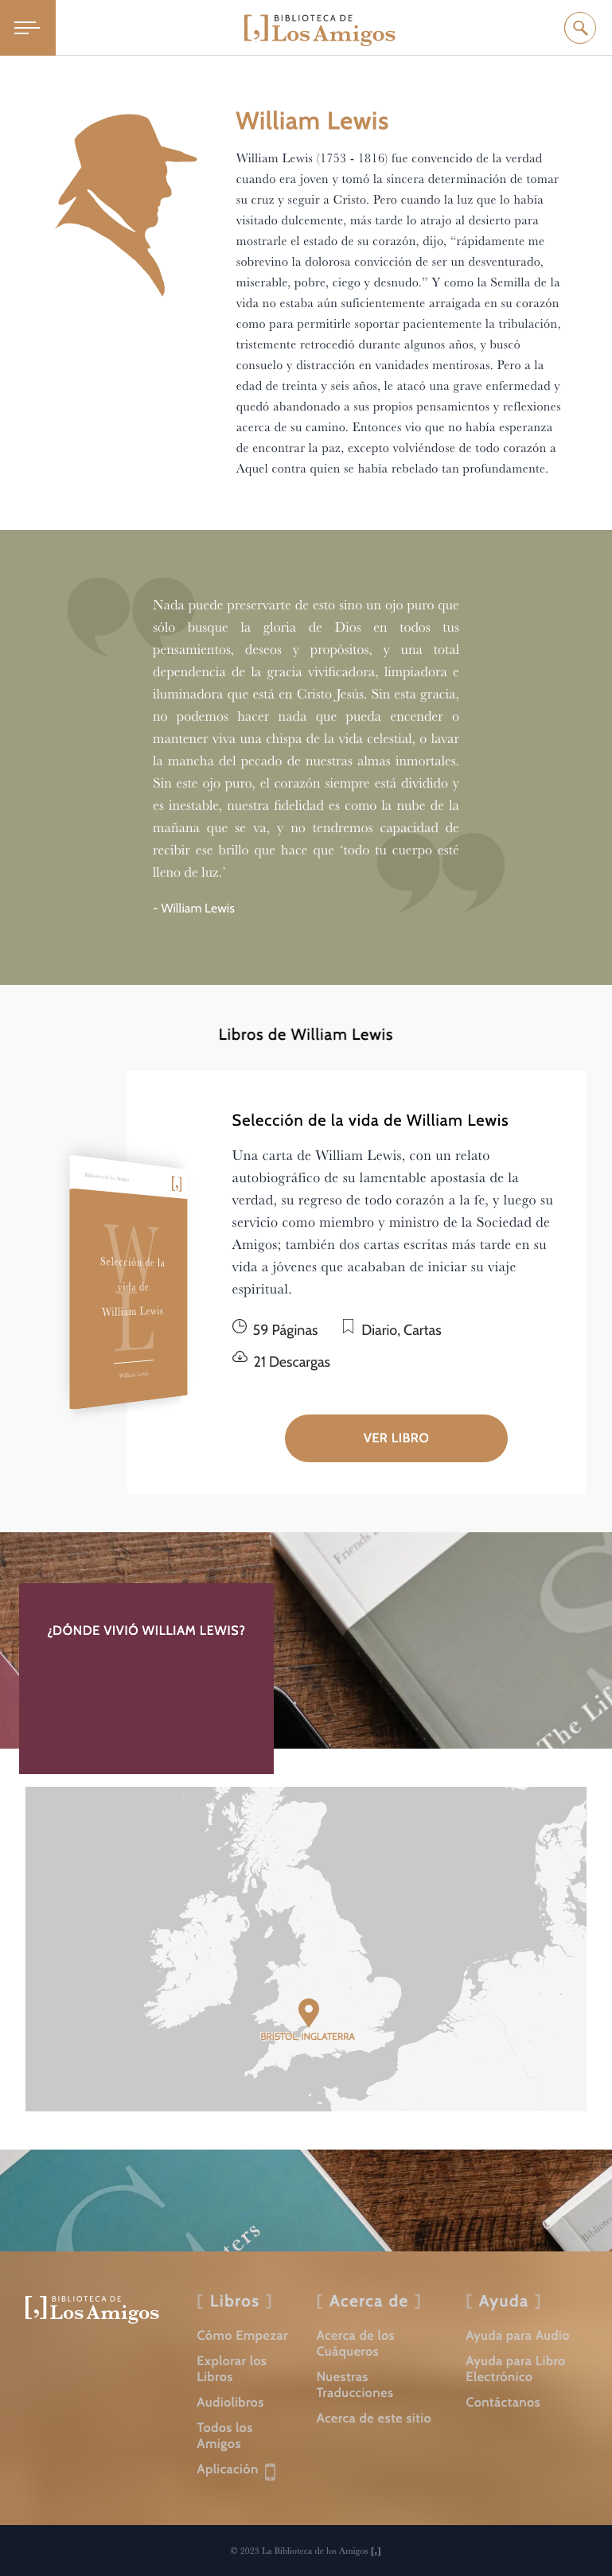 BIBLIOTECA DE
[,] Los Amigos
William Lewis
William Lewis (1753 - 1816) fue convencido de la verdad
cuando era joven y tomó la sincera determinación de tomar
su cruz y seguir a Cristo. Pero cuando la luz que lo había
visitado dulcemente, más tarde lo atrajo al desierto para
mostrarle el estado de su corazón, dijo, “rápidamente me
sobrevino la dolorosa convicción de ser un desventurado,
miserable, pobre, ciego y desnudo.” Y como la Semilla de la
vida no estaba aún suficientemente arraigada en su corazón
como para permitirle soportar pacientemente la tribulación,
tristemente retrocedió durante algunos años, y buscó
consuelo y distracción en vanidades mentirosas. Pero a la
edad de treinta y seis años, le atacó una grave enfermedad y
quedó abandonado a sus propios pensamientos y reflexiones
acerca de su camino. Entonces vio que no había esperanza
de encontrar la paz, excepto volviéndose de todo corazón a
Aquel contra quien se había rebelado tan profundamente.
Nada puede preservarte de esto sino un ojo puro que
sólo busque la gloria de Dios en todos tus
pensamientos, deseos y propósitos, y una total
dependencia de la gracia vivificadora, limpiadora e
iluminadora que está en Cristo Jesús. Sin esta gracia,
no podemos hacer nada que pueda encender o
mantener viva una chispa de la vida celestial, o lavar
la mancha del pecado de nuestras almas inmortales.
Sin este ojo puro, el corazón siempre está dividido y
es inestable, nuestra fidelidad es como la nube de la
mañana que se va, y no tendremos capacidad de
recibir ese brillo que hace que ‘todo tu cuerpo esté
lleno de luz.’
- William Lewis
Libros de William Lewis
Selección de la vida de William Lewis
Una carta de William Lewis, con un relato
autobiográfico de su lamentable apostasía de la
verdad, su regreso de todo corazón a la fe, y luego su
servicio como miembro y ministro de la Sociedad de
Amigos; también dos cartas escritas más tarde en su
vida a jóvenes que acababan de iniciar su viaje
espiritual.
59 Páginas Diario, Cartas
21 Descargas
VER LIBRO
Biblioteca de los Amigos [,]
WL
Selección de la
vida de
William Lewis
William Lewis
Friends
The Life
¿DÓNDE VIVIÓ WILLIAM LEWIS?
BRISTOL, INGLATERRA
BIBLIOTECA DE
[,] Los Amigos
[ Libros ]
Cómo Empezar
Explorar los
Libros
Audiolibros
Todos los
Amigos
Aplicación
[ Acerca de ]
Acerca de los
Cuáqueros
Nuestras
Traducciones
Acerca de este sitio
[ Ayuda ]
Ayuda para Audio
Ayuda para Libro
Electrónico
Contáctanos
© 2023 La Biblioteca de los Amigos [,]